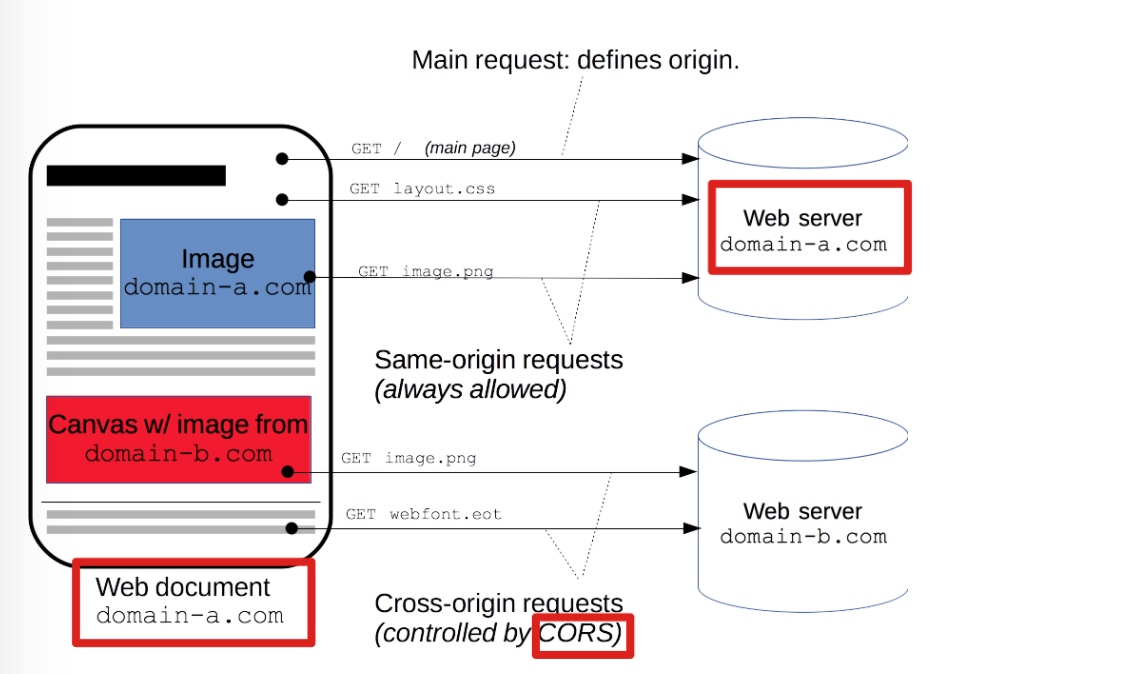 Main request: defines origin.
GET / (main page)
GET layout.css
Image
domain-a.com
GET image.png
Web server
domain-a.com
Same-origin requests
(always allowed)
Canvas w/ image from
domain-b.com
GET image.png
GET webfont.eot
Web server
domain-b.com
Web document
domain-a.com
Cross-origin requests
(controlled by CORS)